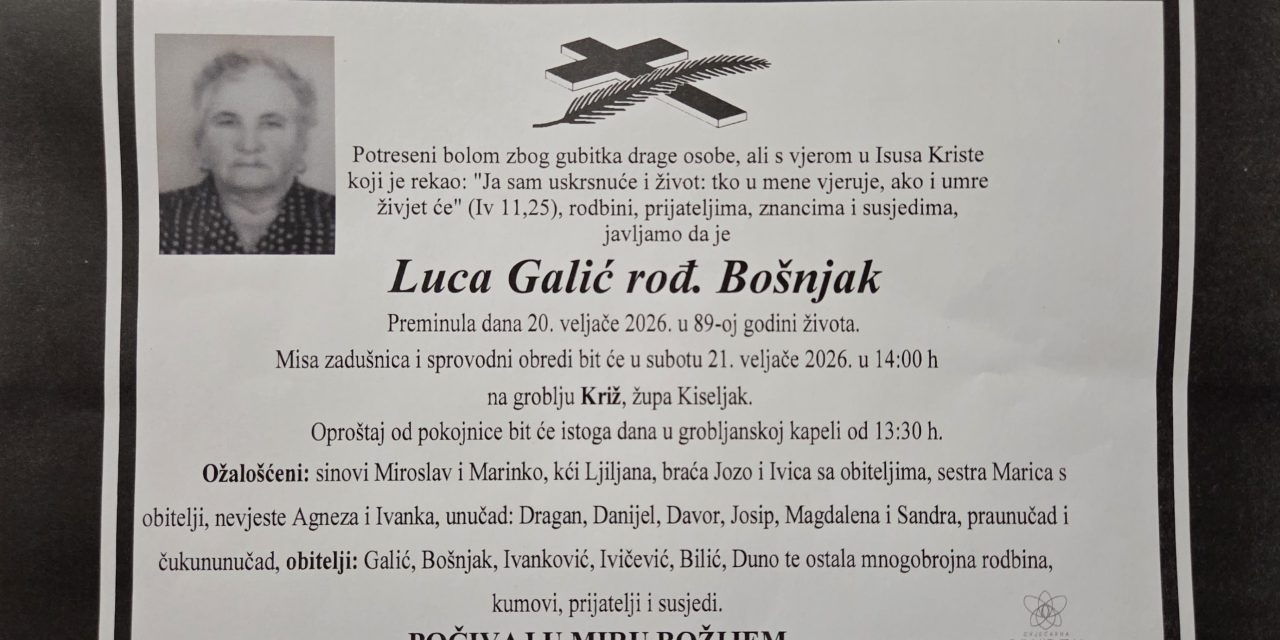 Potreseni bolom zbog gubitka drage osobe, ali s vjerom u Isusa Kriste
koji je rekao: "Ja sam uskrsnuće i život: tko u mene vjeruje, ako i umre
živjet će" (Iv 11,25), rodbini, prijateljima, znancima i susjedima,
javljamo da je
Luca Galić rođ. Bošnjak
Preminula dana 20. veljače 2026. u 89-oj godini života.
Misa zadušnica i sprovodni obredi bit će u subotu 21. veljače 2026. u 14:00 h
na groblju Križ, župa Kiseljak.
Oproštaj od pokojnice bit će istoga dana u grobljanskoj kapeli od 13:30 h.
Ožalošćeni: sinovi Miroslav i Marinko, kći Ljiljana, braća Jozo i Ivica sa obiteljima, sestra Marica s
obitelji, nevjeste Agneza i Ivanka, unučad: Dragan, Danijel, Davor, Josip, Magdalena i Sandra, praunučad i
čukununučad, obitelji: Galić, Bošnjak, Ivanković, Ivičević, Bilić, Duno te ostala mnogobrojna rodbina,
kumovi, prijatelji i susjedi.
POČIVAJ U MIRU BOŽIJEM